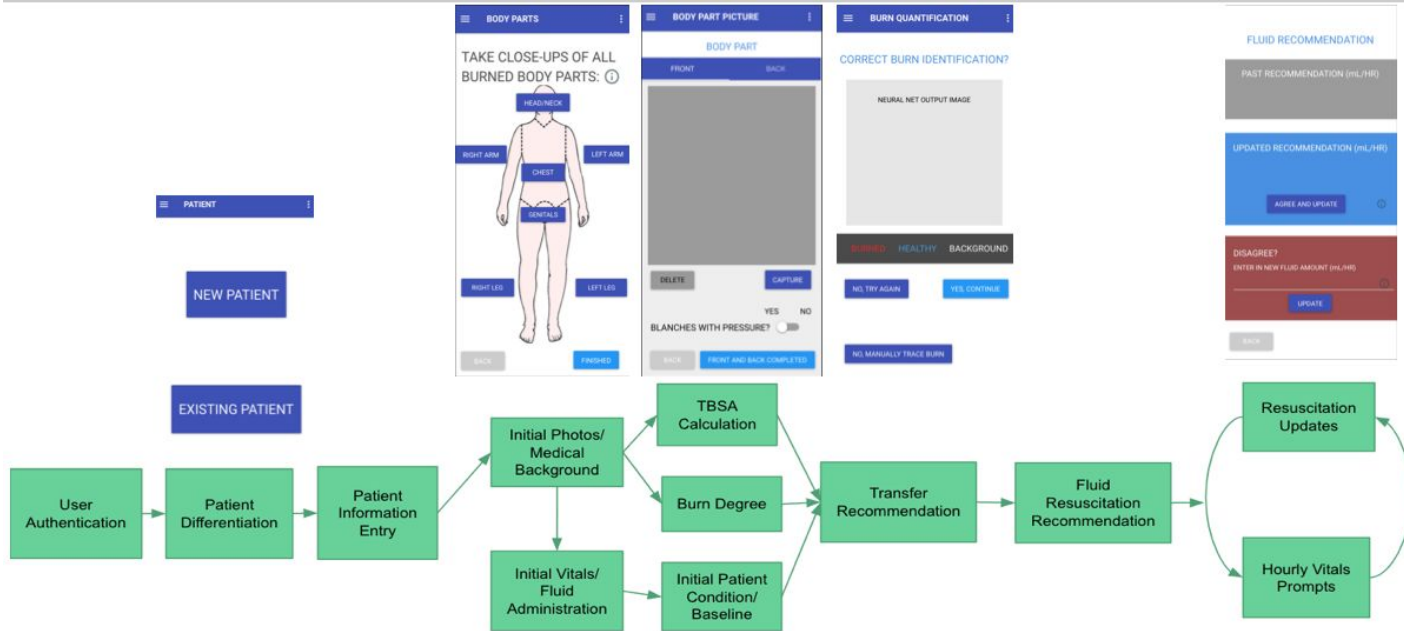 PATIENT
NEW PATIENT
EXISTING PATIENT
BODY PARTS
TAKE CLOSE-UPS OF ALL
BURNED BODY PARTS:
HEAD/NECK
RIGHT ARM
LEFT ARM
CHEST
GENITALS
RIGHT LEG
LEFT LEG
BACK
FINISHED
BODY PART PICTURE
BODY PART
FRONT
BACK
DELETE
CAPTURE
YES NO
BLANCHES WITH PRESSURE?
BACK
FRONT AND BACK COMPLETED
BURN QUANTIFICATION
CORRECT BURN IDENTIFICATION?
NEURAL NET OUTPUT IMAGE
BURNED HEALTHY BACKGROUND
NO, TRY AGAIN
YES, CONTINUE
NO, MANUALLY TRACE BURN
FLUID RECOMMENDATION
PAST RECOMMENDATION (mL/HR)
UPDATED RECOMMENDATION (mL/HR)
AGREE AND UPDATE
DISAGREE?
ENTER IN NEW FLUID AMOUNT (mL/HR)
UPDATE
BACK
User
Authentication
Patient
Differentiation
Patient
Information
Entry
Initial Photos/
Medical
Background
Initial Vitals/
Fluid
Administration
TBSA
Calculation
Burn Degree
Initial Patient
Condition/
Baseline
Transfer
Recommendation
Fluid
Resuscitation
Recommendation
Resuscitation
Updates
Hourly Vitals
Prompts